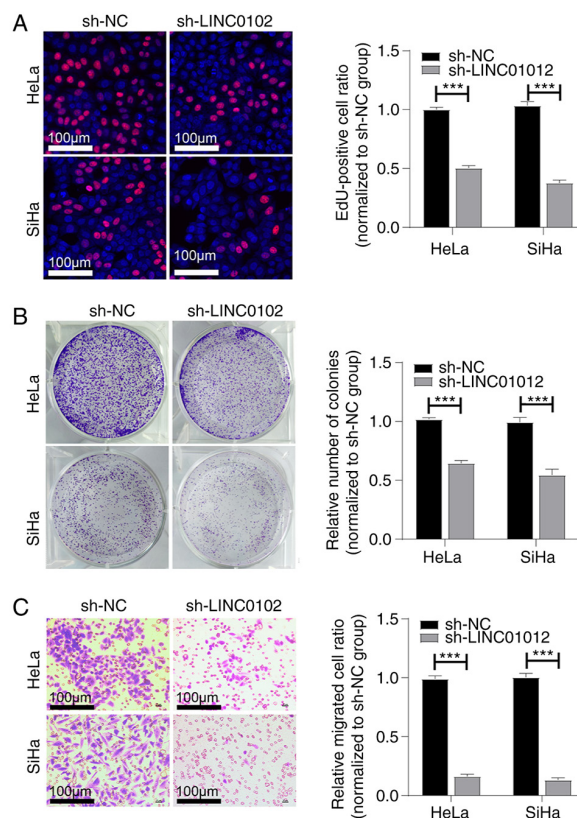 A
sh-NC
sh-LINC0102
HeLa
100μm
100μm
SiHa
100μm
100μm
EdU-positive cell ratio
(normalized to sh-NC group)
1.5
1.0
0.5
0.0
sh-NC
sh-LINC01012
***
***
HeLa
SiHa
B
sh-NC
sh-LINC0102
HeLa
SiHa
Relative number of colonies
(normalized to sh-NC group)
1.5
1.0
0.5
0.0
sh-NC
sh-LINC01012
***
***
HeLa
SiHa
C
sh-NC
sh-LINC0102
HeLa
100μm
100μm
SiHa
100μm
100μm
Relative migrated cell ratio
(normalized to sh-NC group)
1.5
1.0
0.5
0.0
sh-NC
sh-LINC01012
***
***
HeLa
SiHa